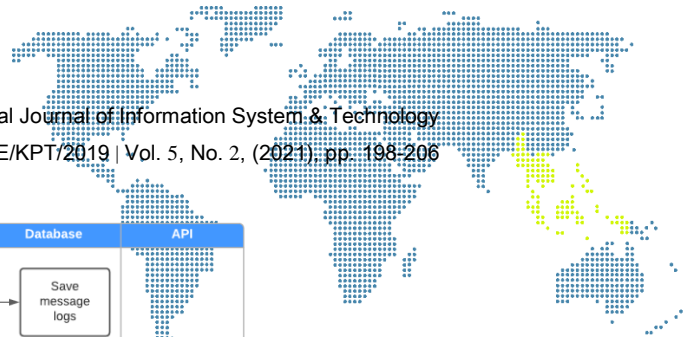 al Journal of Information System & Technology
E/KPT/2019 | Vol. 5, No. 2, (2021), pp. 198-206
Database API
Save
message
logs